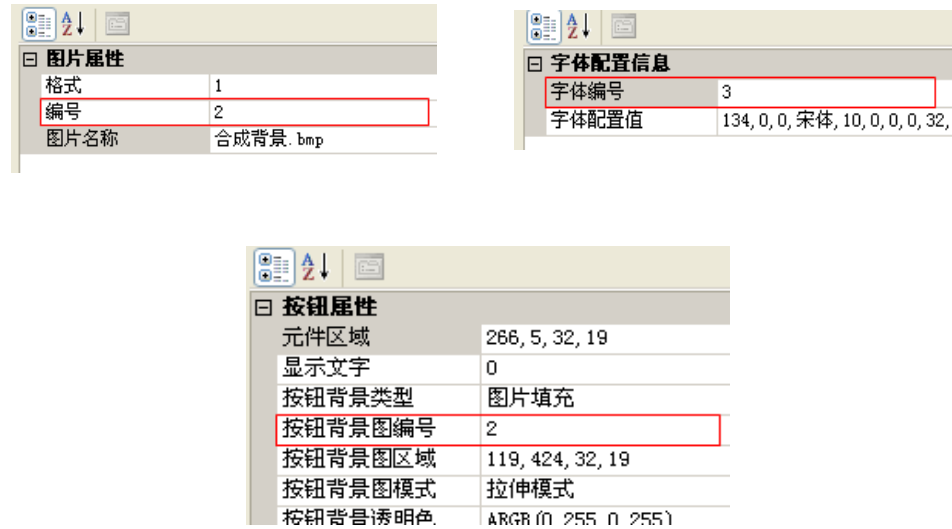 图片属性
格式 1
编号 2
图片名称 合成背景.bmp
字体配置信息
字体编号 3
字体配置值 134,0,0,宋体,10,0,0,0,32,
按钮属性
元件区域 266,5,32,19
显示文字 0
按钮背景类型 图片填充
按钮背景图编号 2
按钮背景图区域 119,424,32,19
按钮背景图模式 拉伸模式
按钮背景透明色 ARGB(0,255,0,255)